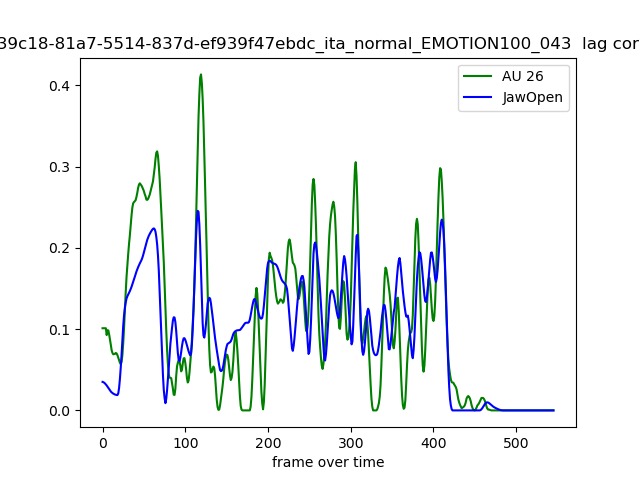 39c18-81a7-5514-837d-ef939f47ebdc_ita_normal_EMOTION100_043 lag cor
AU 26
JawOpen
0.4
0.3
0.2
0.1
0.0
0 100 200 300 400 500
frame over time